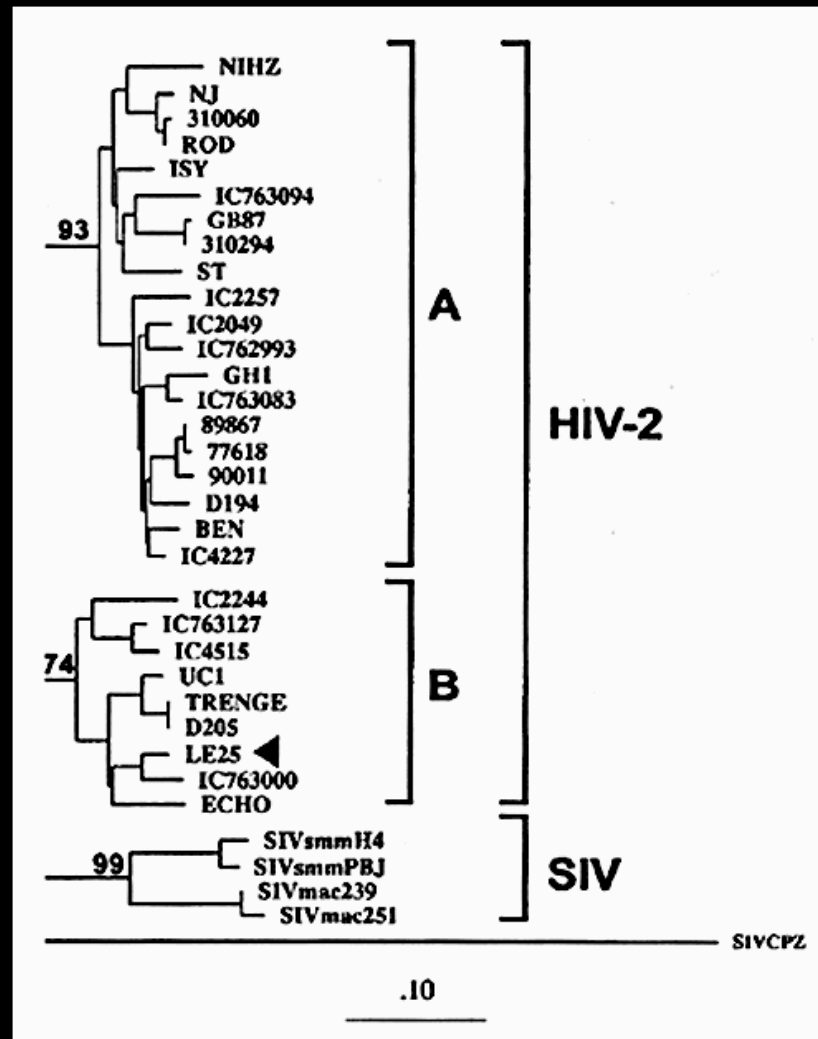 NIHZ
NJ
310060
ROD
ISY
IC763094
GB87
93
310294
ST
IC2257
A
IC2049
IC762993
GH1
IC763083
89867
HIV-2
77618
90011
D194
BEN
IC4227
IC2244
IC763127
IC4515
74
UC1
B
TRENGE
D205
LE25
IC763000
ECHO
SIVsmmH4
99
SIVsmmPBJ
SIV
SIVmac239
SIVmac251
SIVCPZ
.10